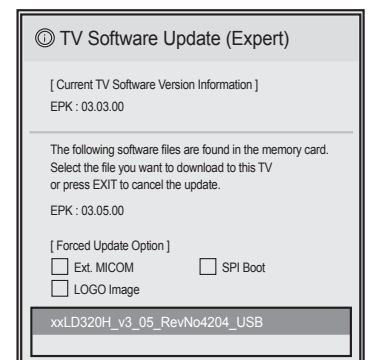 TV Software Update (Expert)
[ Current TV Software Version Information ]
EPK : 03.03.00
The following software files are found in the memory card.
Select the file you want to download to this TV
or press EXIT to cancel the update.
EPK : 03.05.00
[ Forced Update Option ]
Ext. MICOM SPI Boot
LOGO Image
xxLD320H_v3_05_RevNo4204_USB